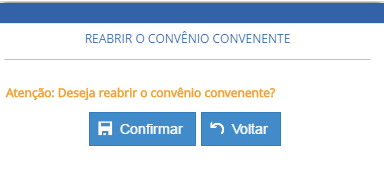 REABRIR O CONVÊNIO CONVENENTE
Atenção: Deseja reabrir o convênio convenente?
Confirmar Voltar